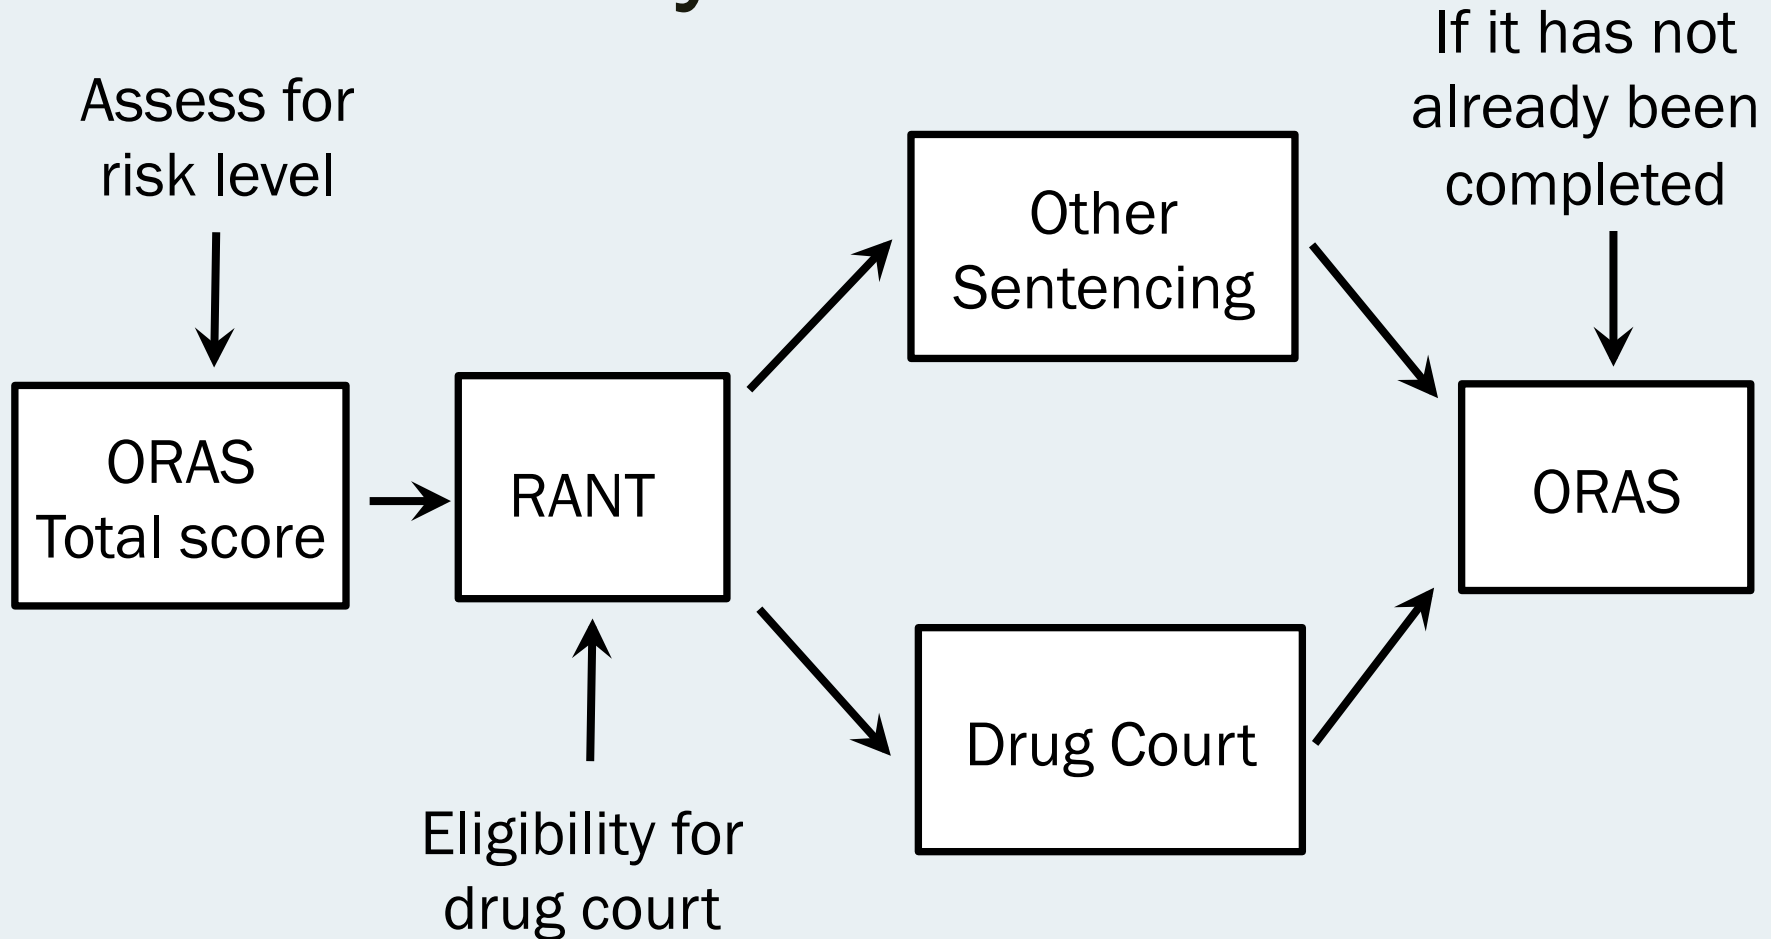 Assess for
risk level
ORAS
Total score
RANT
Eligibility for
drug court
Other
Sentencing
Drug Court
If it has not
already been
completed
ORAS